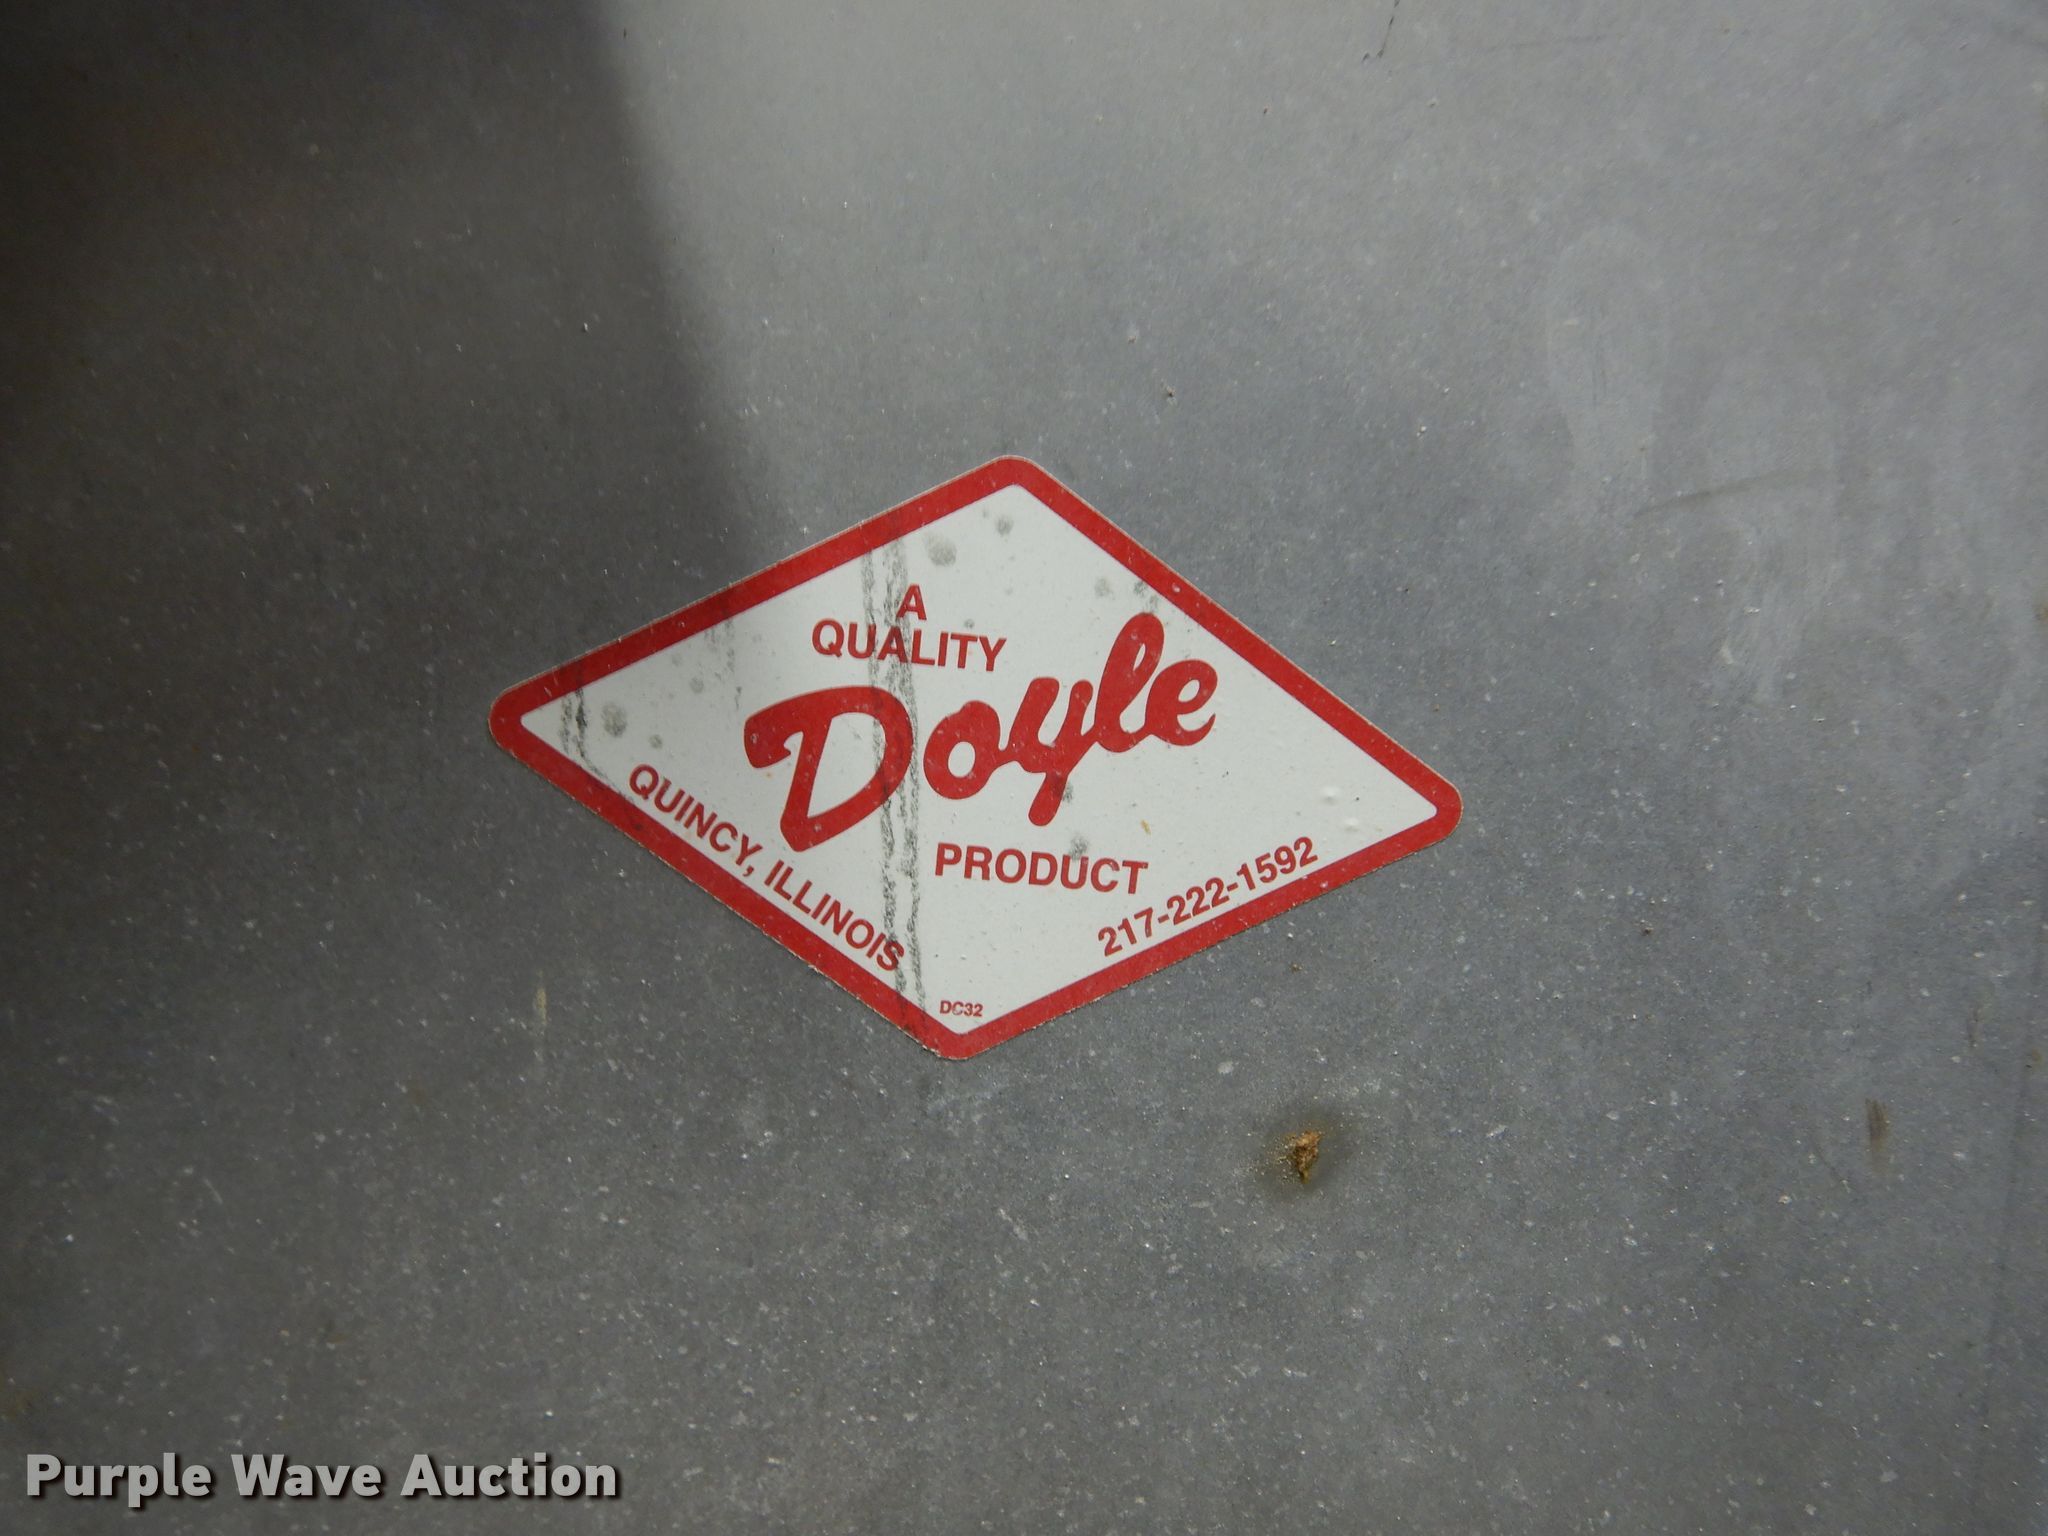 A
QUALITY
Doyle
PRODUCT
QUINCY, ILLINOIS
217-222-1592
DC32
Purple Wave Auction